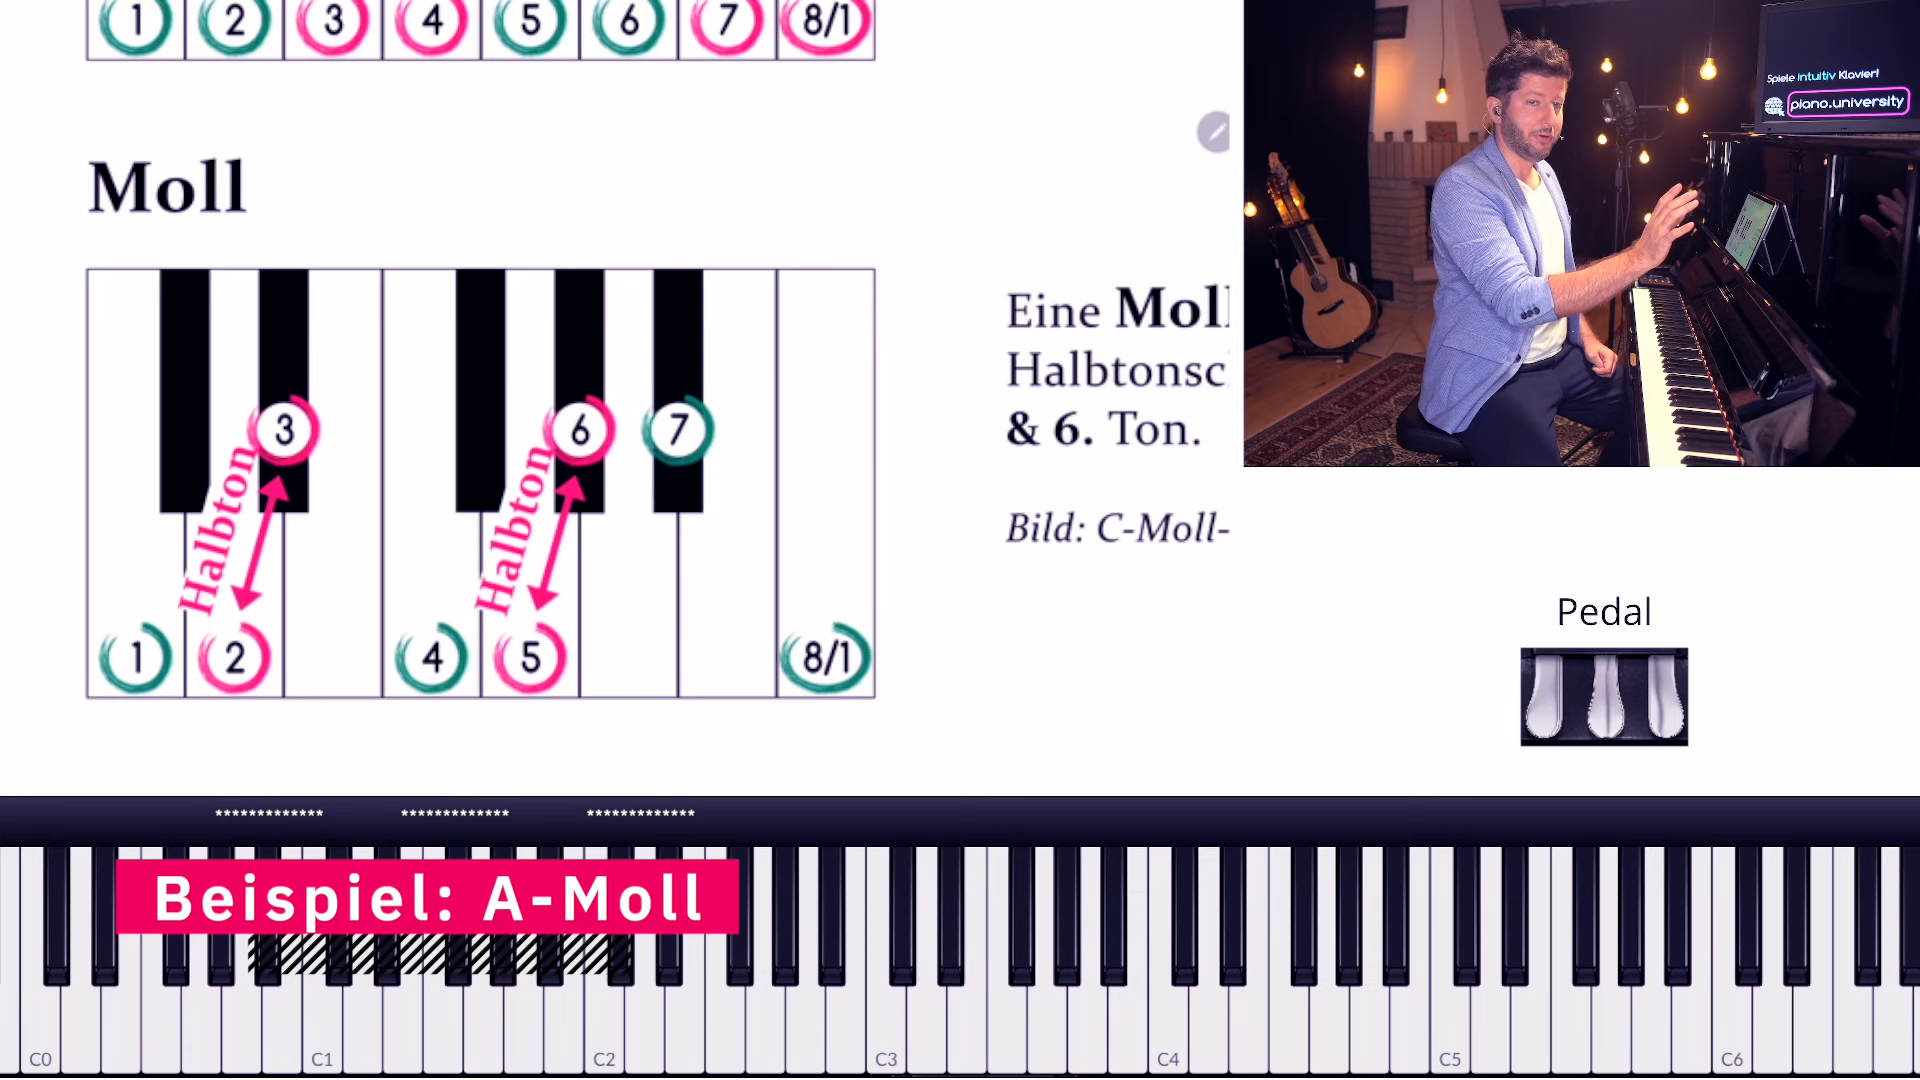 1 2 3 4 5 6 7 8/1
Spiele intuitiv Klavier!
piano.university
Moll
Eine Moll
Halbtonsc
& 6. Ton.
Bild: C-Moll-
3 6 7
Halbton Halbton
1 2 4 5 8/1
Pedal
************* ************* *************
Beispiel: A-Moll
C0 C1 C2 C3 C4 C5 C6